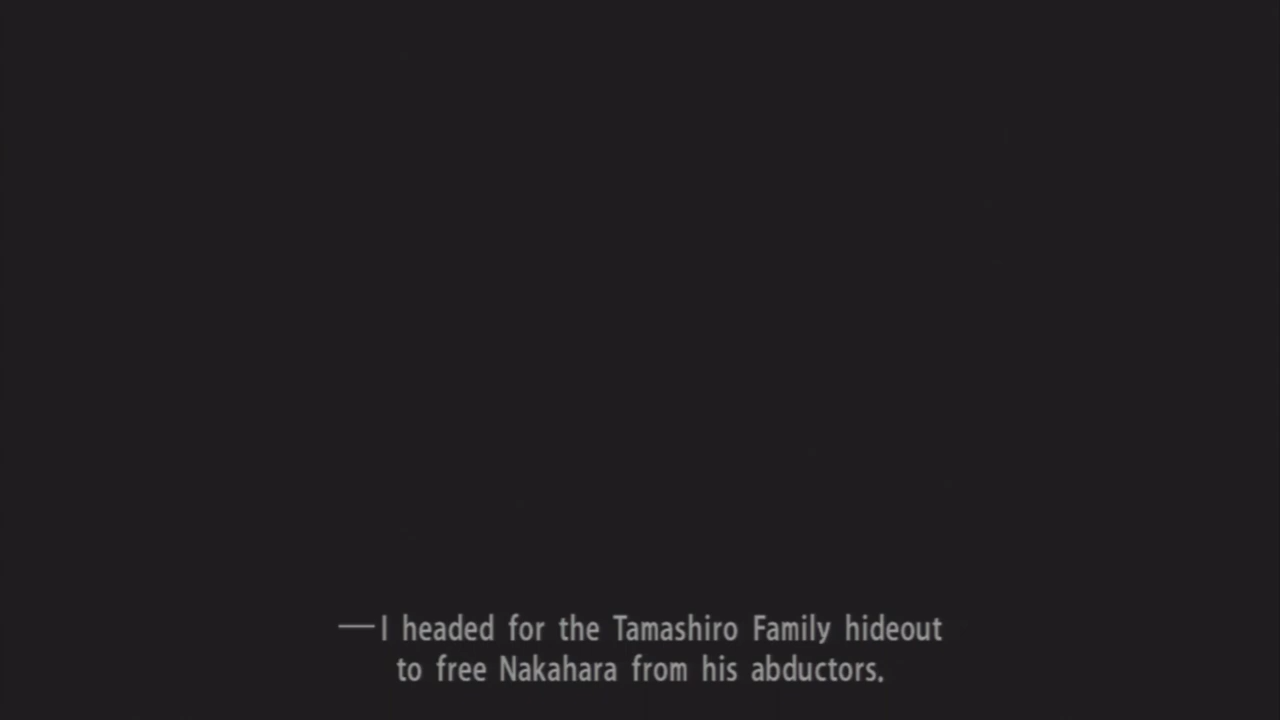 —I headed for the Tamashiro Family hideout
to free Nakahara from his abductors.